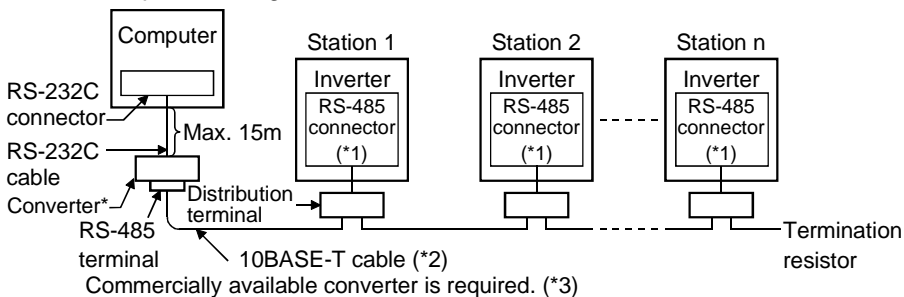 Computer
Station 1
Station 2
Station n
Inverter
Inverter
Inverter
RS-485
connector
(*1)
RS-485
connector
(*1)
RS-485
connector
(*1)
RS-232C
connector
Max. 15m
RS-232C
cable
Converter*
Distribution
terminal
RS-485
terminal
10BASE-T cable (*2)
Termination
resistor
Commercially available converter is required. (*3)